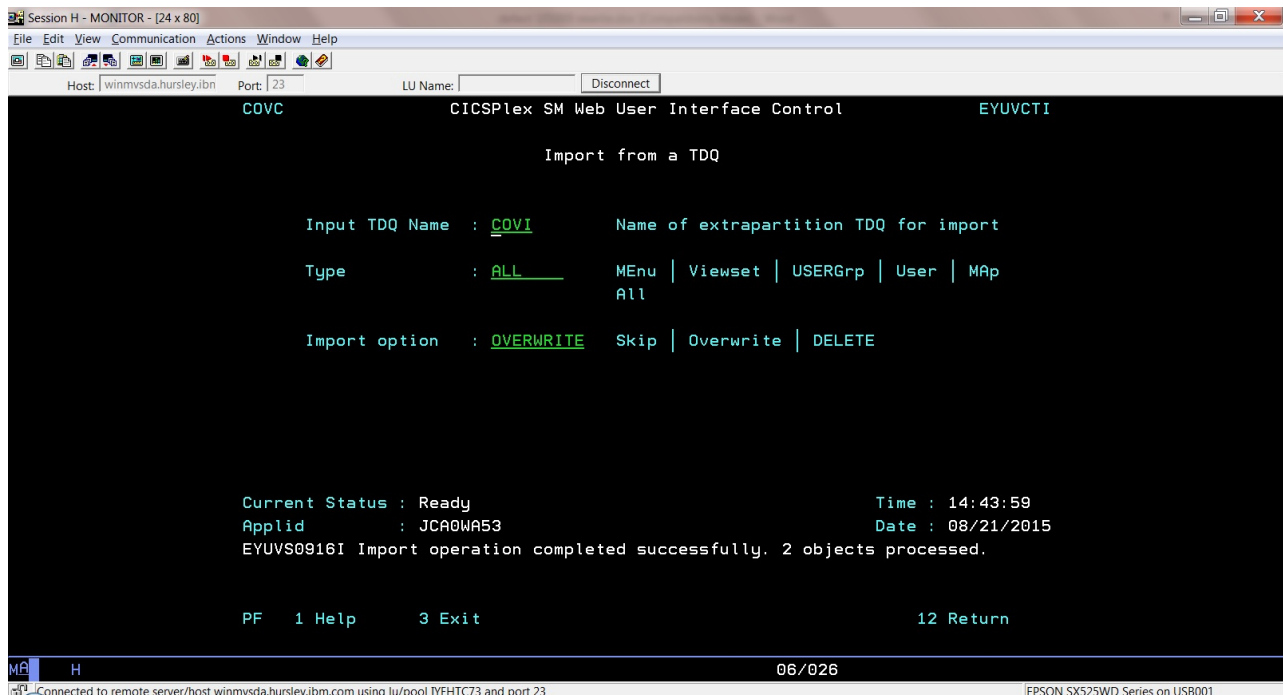 Session H - MONITOR - [24 x 80]
File Edit View Communication Actions Window Help
Host: winmvsda.hursley.ibn Port: 23 LU Name: Disconnect
COVC CICSPlex SM Web User Interface Control EYUVCTI
Import from a TDQ
Input TDQ Name : COVI Name of extrapartition TDQ for import
Type : ALL MEnu | Viewset | USERGrp | User | MAp
All
Import option : OVERWRITE Skip | Overwrite | DELETE
Current Status : Ready Time : 14:43:59
Applid : JCA0WA53 Date : 08/21/2015
EYUVS0916I Import operation completed successfully. 2 objects processed.
PF 1 Help 3 Exit 12 Return
MA H 06/026
Connected to remote server/host winmvsda.hursley.ibm.com using lu/pool IYFHTC73 and port 23 EPSON SX525WD Series on USB001